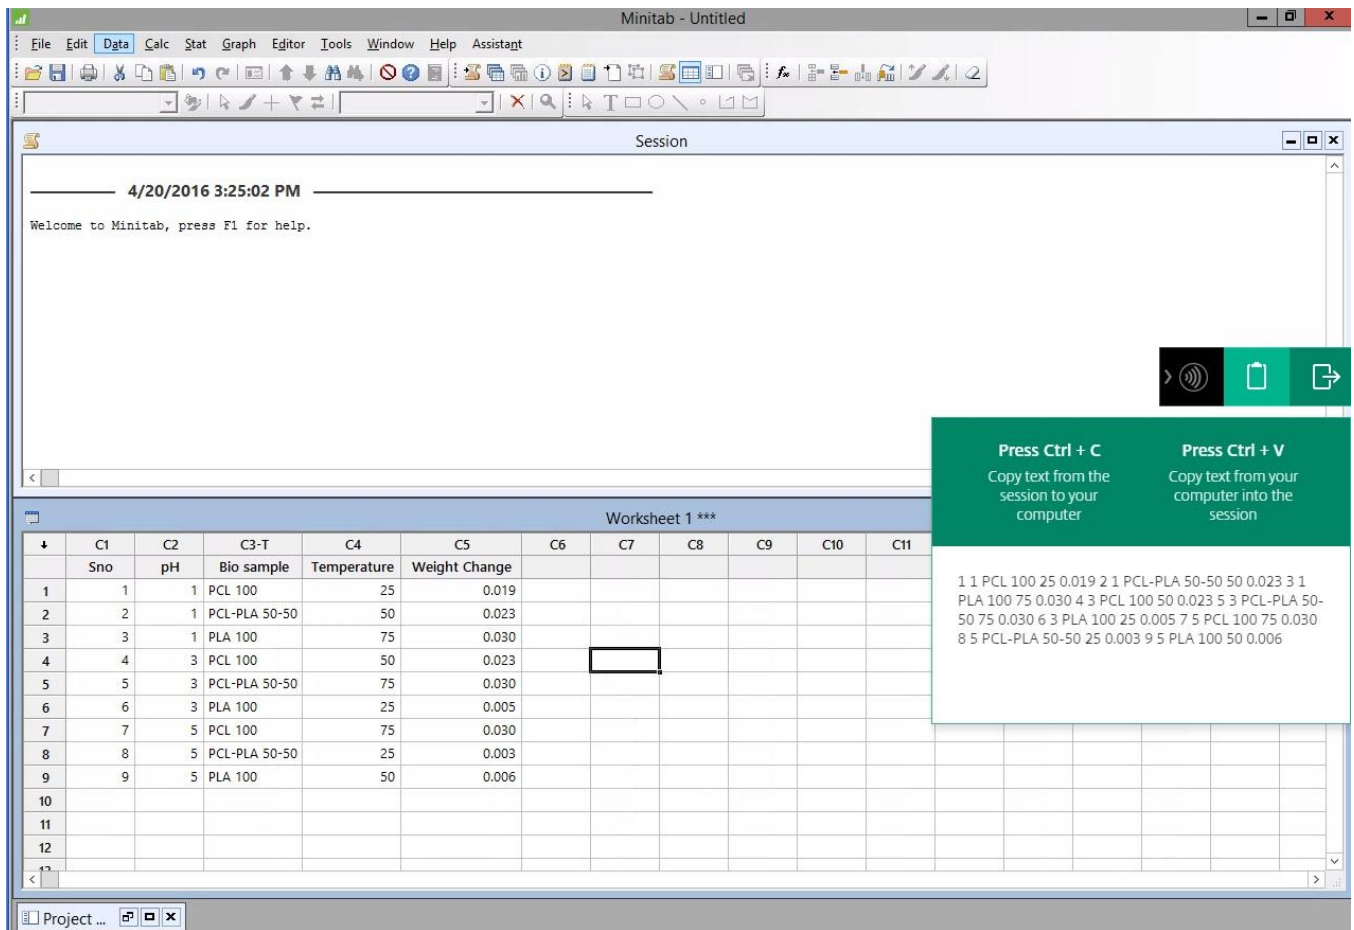 Minitab - Untitled
File Edit Data Calc Stat Graph Editor Tools Window Help Assistant
Session
4/20/2016 3:25:02 PM
Welcome to Minitab, press F1 for help.
Press Ctrl + C
Copy text from the
session to your
computer
Press Ctrl + V
Copy text from your
computer into the
session
1 1 PCL 100 25 0.019 2 1 PCL-PLA 50-50 50 0.023 3 1
PLA 100 75 0.030 4 3 PCL 100 50 0.023 5 3 PCL-PLA 50-
50 75 0.030 6 3 PLA 100 25 0.005 7 5 PCL 100 75 0.030
8 5 PCL-PLA 50-50 25 0.003 9 5 PLA 100 50 0.006
Worksheet 1 ***
C1 C2 C3-T C4 C5 C6 C7 C8 C9 C10 C11
Sno pH Bio sample Temperature Weight Change
1 1 1 PCL 100 25 0.019
2 2 1 PCL-PLA 50-50 50 0.023
3 3 1 PLA 100 75 0.030
4 4 3 PCL 100 50 0.023
5 5 3 PCL-PLA 50-50 75 0.030
6 6 3 PLA 100 25 0.005
7 7 5 PCL 100 75 0.030
8 8 5 PCL-PLA 50-50 25 0.003
9 9 5 PLA 100 50 0.006
10
11
12
Project ...